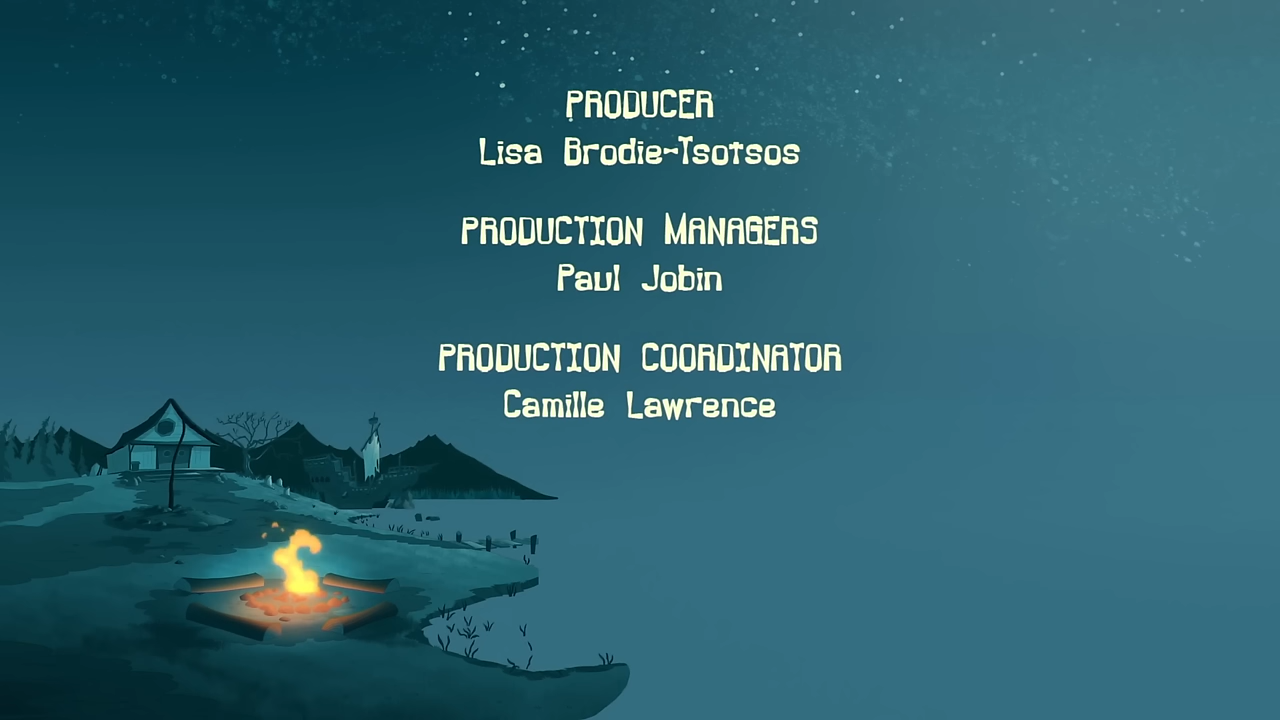 PRODUCER
Lisa Brodie-Tsotsos
PRODUCTION MANAGERS
Paul Jobin
PRODUCTION COORDINATOR
Camille Lawrence